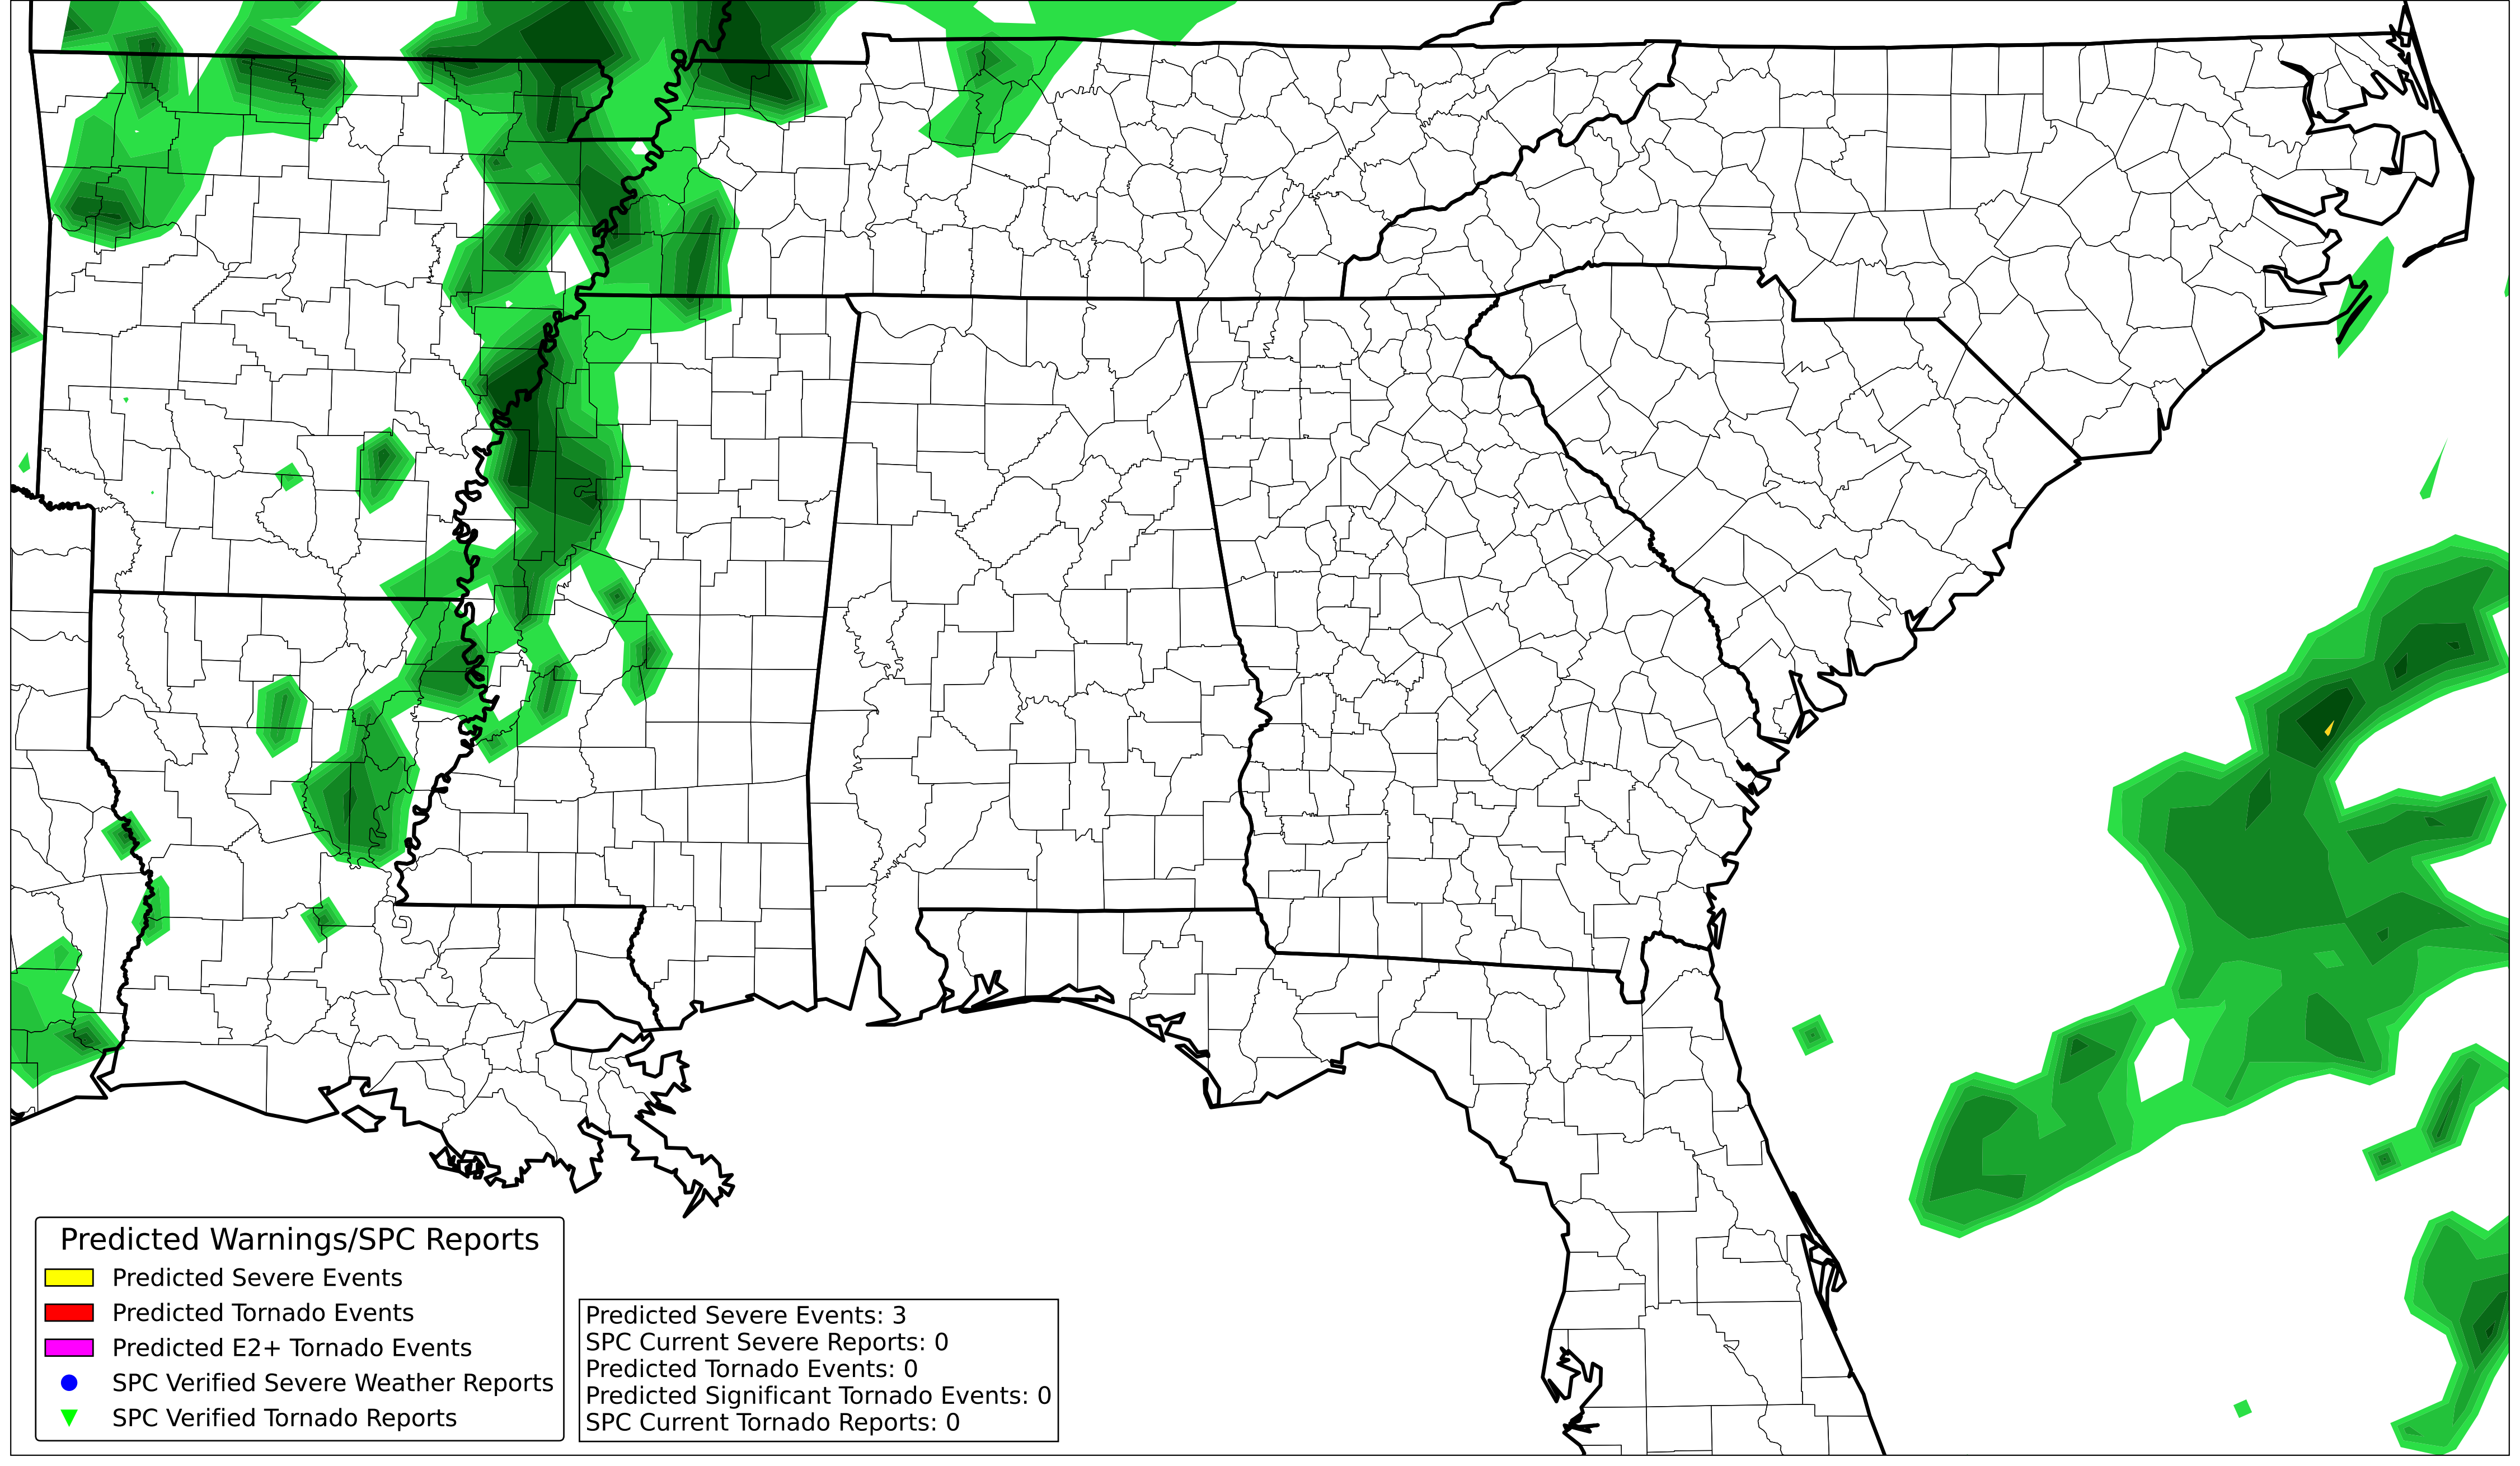 Predicted Warnings/SPC Reports
Predicted Severe Events
Predicted Tornado Events
Predicted E2+ Tornado Events
SPC Verified Severe Weather Reports
SPC Verified Tornado Reports
Predicted Severe Events: 3
SPC Current Severe Reports: 0
Predicted Tornado Events: 0
Predicted Significant Tornado Events: 0
SPC Current Tornado Reports: 0